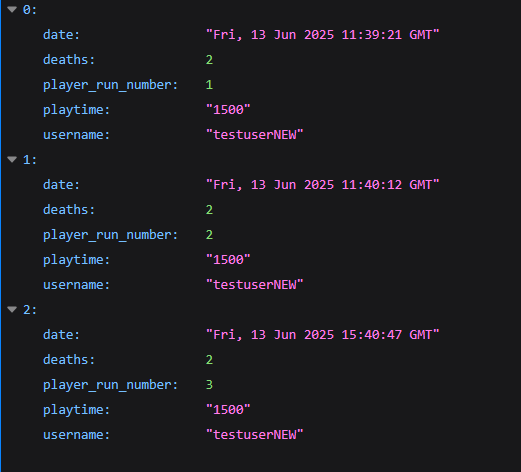 0:
date: "Fri, 13 Jun 2025 11:39:21 GMT"
deaths: 2
player_run_number: 1
playtime: "1500"
username: "testuserNEW"
1:
date: "Fri, 13 Jun 2025 11:40:12 GMT"
deaths: 2
player_run_number: 2
playtime: "1500"
username: "testuserNEW"
2:
date: "Fri, 13 Jun 2025 15:40:47 GMT"
deaths: 2
player_run_number: 3
playtime: "1500"
username: "testuserNEW"